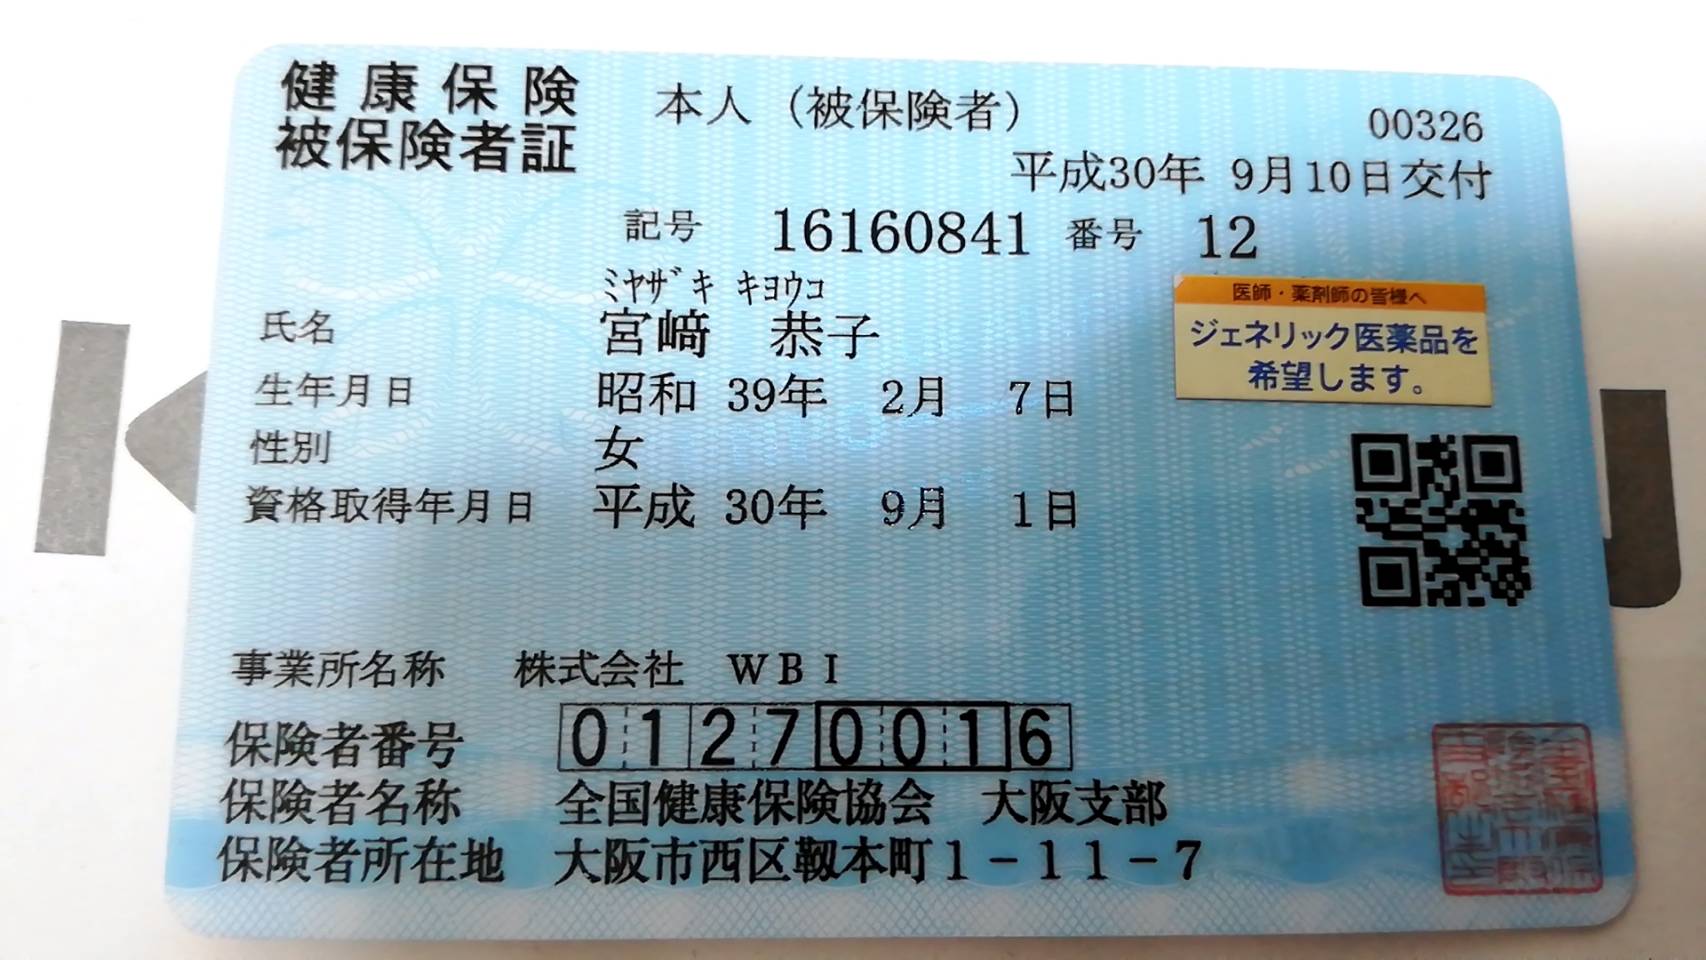 健康保険 本人（被保険者） 00326
被保険者証
平成30年 9月10日交付
記号 16160841 番号 12
ﾐﾔｻﾞｷ ｷﾖｳｺ
氏名 宮﨑 恭子
生年月日 昭和 39年 2月 7日
性別 女
資格取得年月日 平成 30年 9月 1日
医師・薬剤師の皆様へ
ジェネリック医薬品を
希望します。
事業所名称 株式会社 WBI
保険者番号 01270016
保険者名称 全国健康保険協会 大阪支部
保険者所在地 大阪市西区靱本町1－11－7